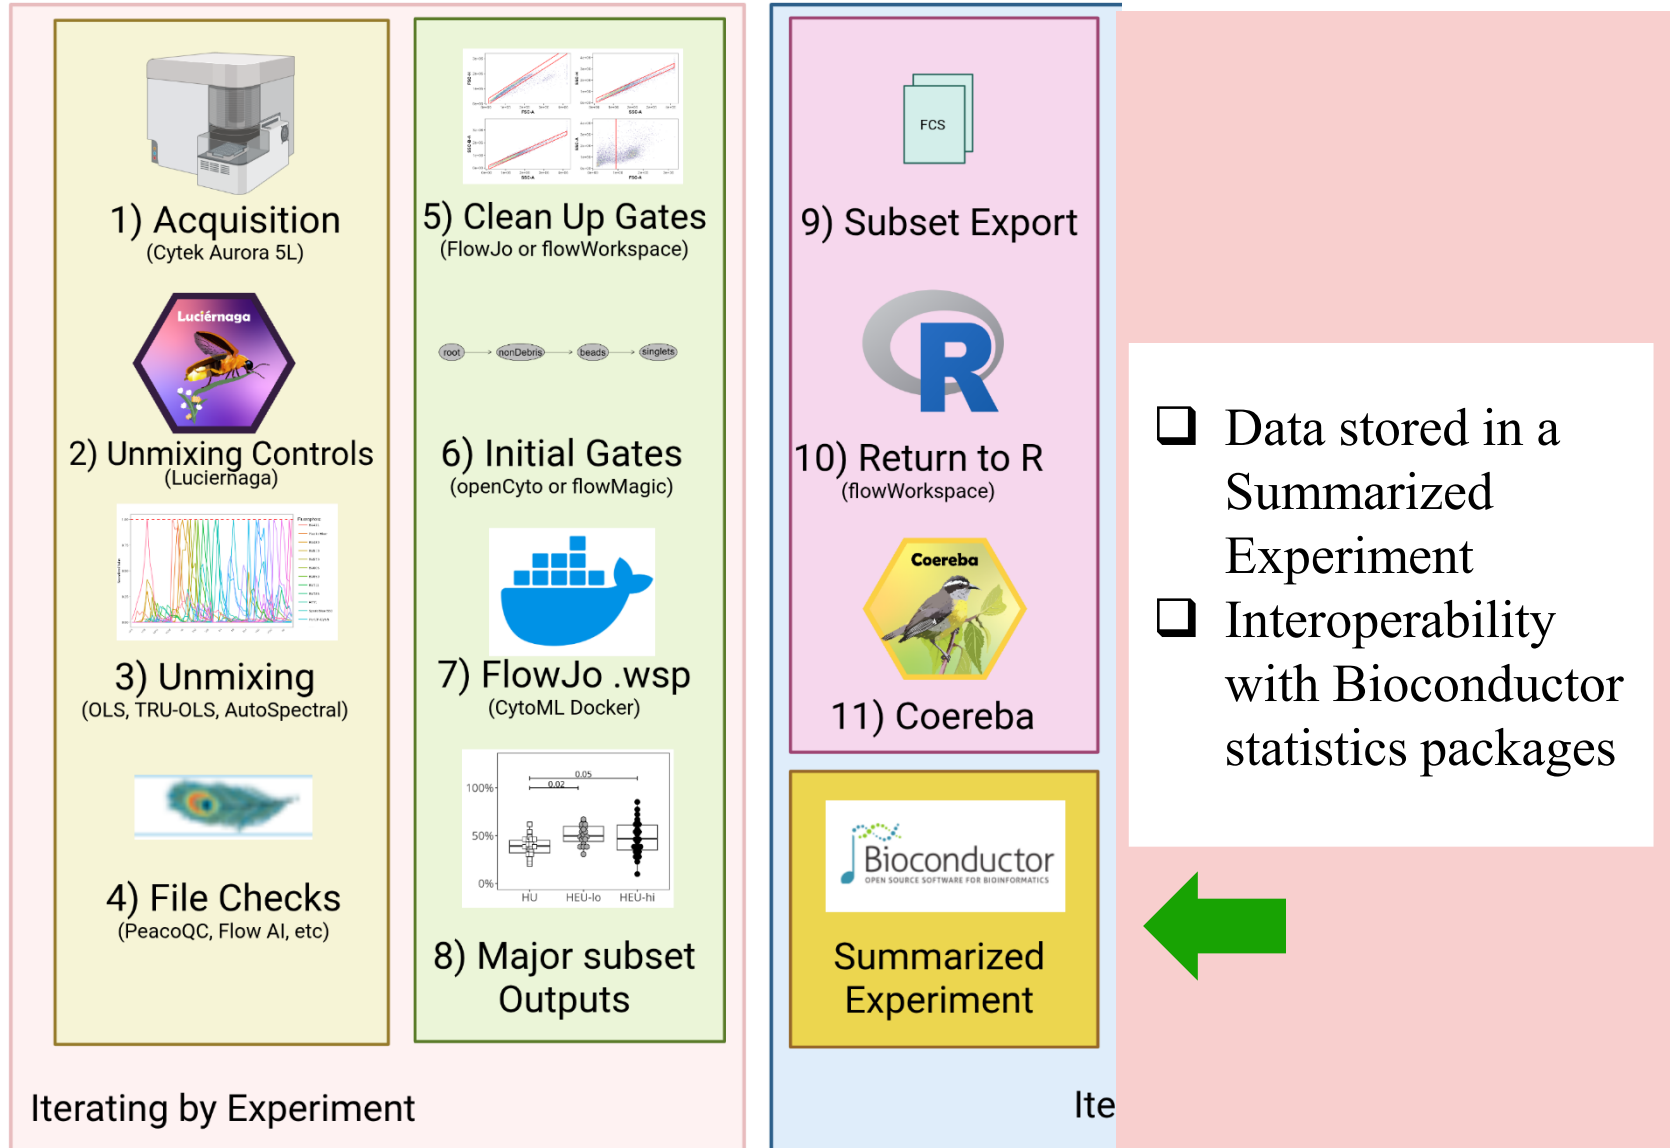 1) Acquisition
(Cytek Aurora 5L)
Luciérnaga
2) Unmixing Controls
(Luciernaga)
3) Unmixing
(OLS, TRU-OLS, AutoSpectral)
4) File Checks
(PeacoQC, Flow AI, etc)
FSC-A
SSC-A
SSC-A
FSC-A
5) Clean Up Gates
(FlowJo or flowWorkspace)
root
nonDebris
beads
singlets
6) Initial Gates
(openCyto or flowMagic)
7) FlowJo .wsp
(CytoML Docker)
0.05
0.02
100%
50%
0%
HU
HEU-lo
HEU-hi
8) Major subset
Outputs
Iterating by Experiment
FCS
9) Subset Export
R
10) Return to R
(flowWorkspace)
Coereba
11) Coereba
Bioconductor
OPEN SOURCE SOFTWARE FOR BIOINFORMATICS
Summarized
Experiment
Ite
Data stored in a
Summarized
Experiment
Interoperability
with Bioconductor
statistics packages